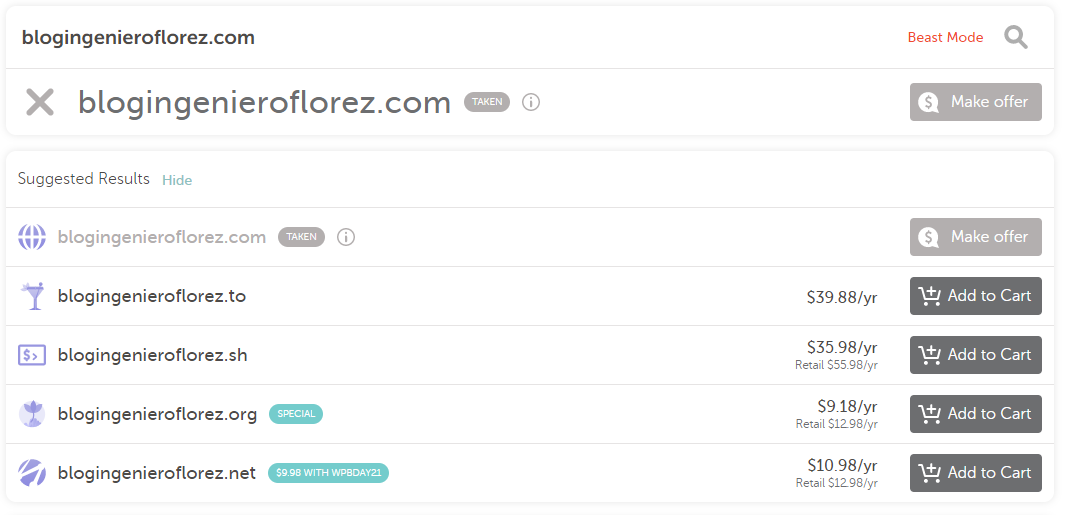 blogingenieroflorez.com Beast Mode
blogingenieroflorez.com TAKEN i $ Make offer
Suggested Results Hide
blogingenieroflorez.com TAKEN i $ Make offer
blogingenieroflorez.to $39.88/yr Add to Cart
$> blogingenieroflorez.sh $35.98/yr Add to Cart
Retail $55.98/yr
blogingenieroflorez.org SPECIAL $9.18/yr Add to Cart
Retail $12.98/yr
blogingenieroflorez.net $9.98 WITH WPBDAY21 $10.98/yr Add to Cart
Retail $12.98/yr